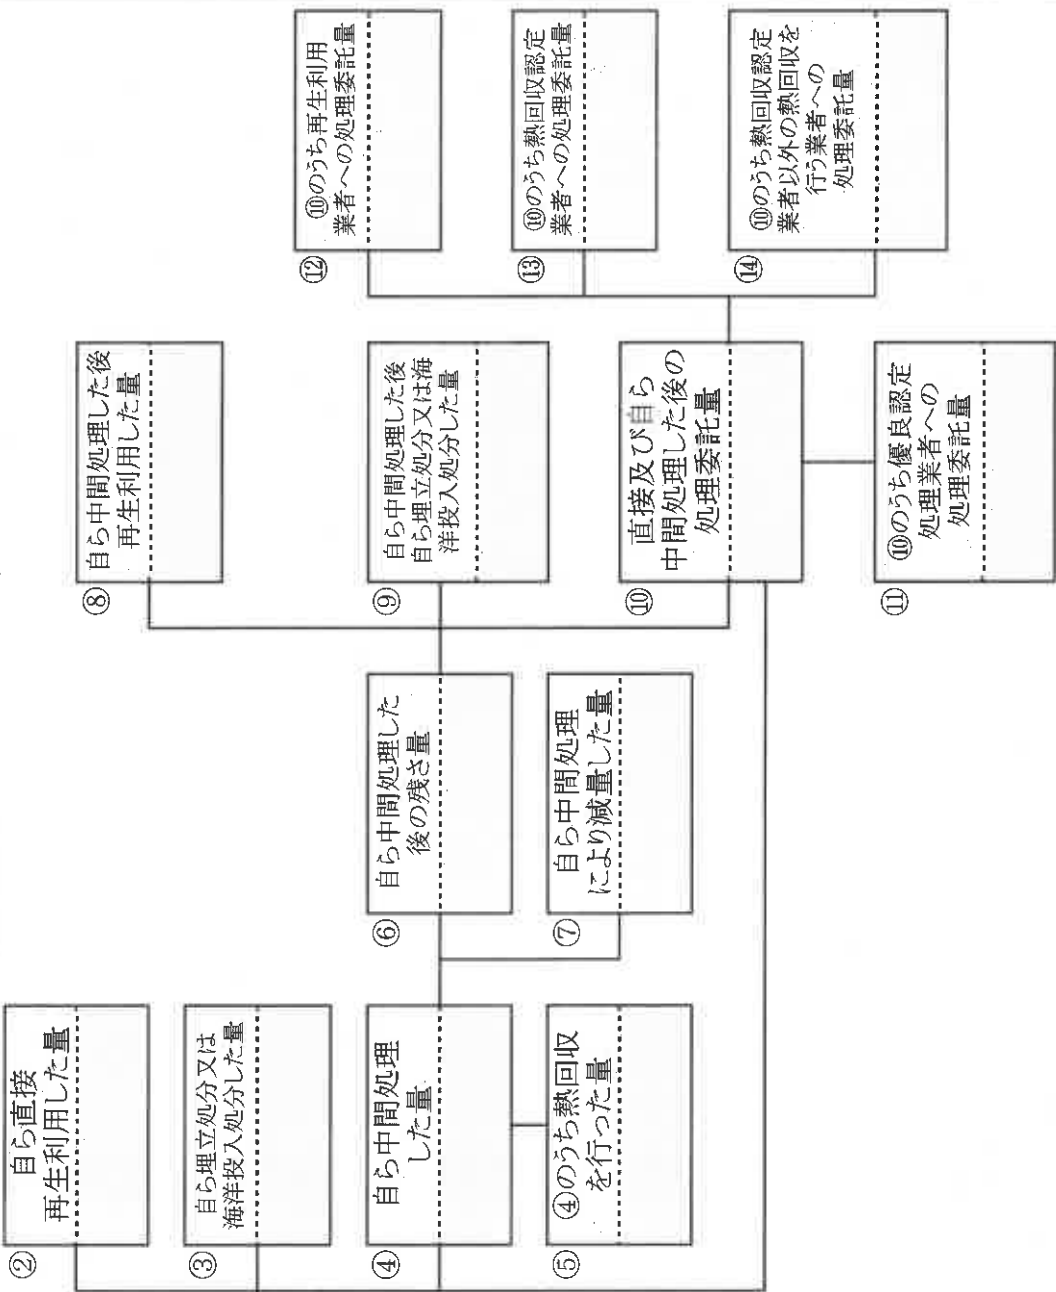 ②
自ら直接
再生利用した量
③
自ら埋立処分又は
海洋投入処分した量
④
自ら中間処理
した量
⑤
④のうち熱回収
を行った量
⑥
自ら中間処理した
後の残さ量
⑦
自ら中間処理
により減量した量
⑧
自ら中間処理した後
再生利用した量
⑨
自ら中間処理した後
自ら埋立処分又は海
洋投入処分した量
⑩
直接及び自ら
中間処理した後の
処理委託量
⑪
⑩のうち優良認定
処理業者への
処理委託量
⑫
⑩のうち再生利用
業者への処理委託量
⑬
⑩のうち熱回収認定
業者への処理委託量
⑭
⑩のうち熱回収認定
業者以外の熱回収を
行う業者への
処理委託量